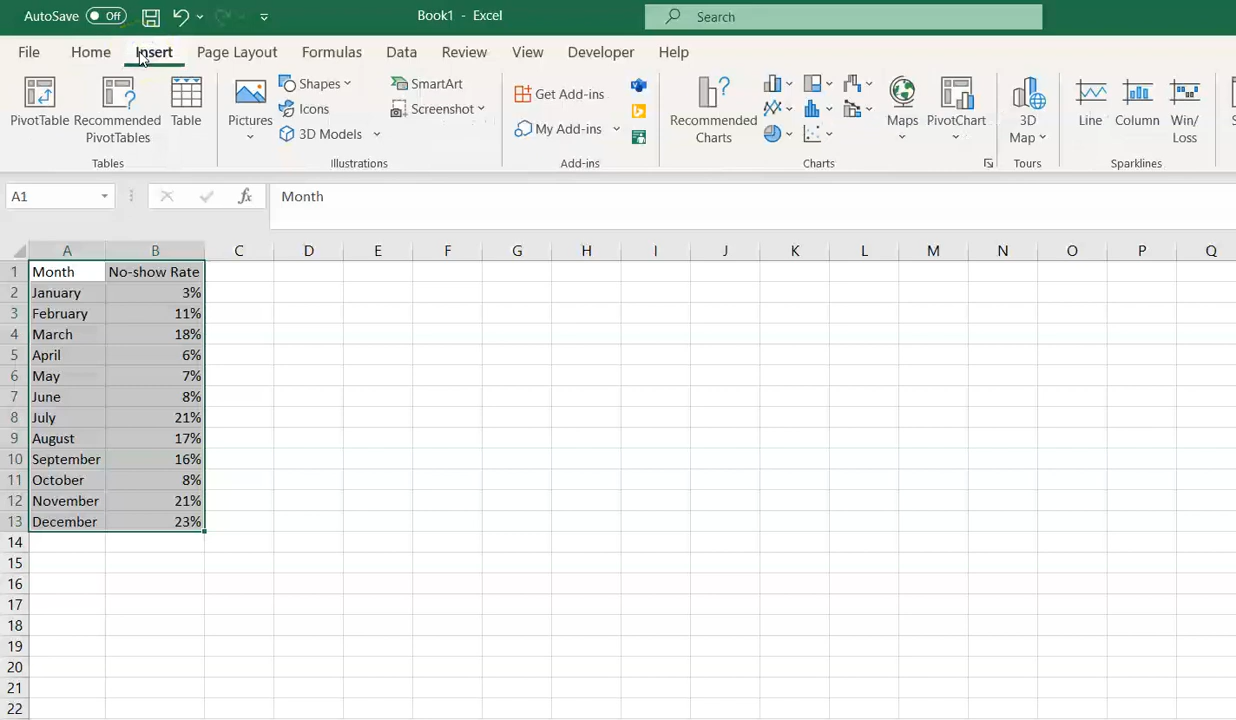 AutoSave Off Book1 - Excel Search
File Home Insert Page Layout Formulas Data Review View Developer Help
PivotTable Recommended PivotTables Table
Tables
Pictures Shapes Icons 3D Models SmartArt Screenshot
Illustrations
Get Add-ins My Add-ins
Add-ins
Recommended Charts Maps PivotChart
Charts
3D Map
Tours
Line Column Win/ Loss
Sparklines
A1 fx Month
A B C D E F G H I J K L M N O P Q
1 Month No-show Rate
2 January 3%
3 February 11%
4 March 18%
5 April 6%
6 May 7%
7 June 8%
8 July 21%
9 August 17%
10 September 16%
11 October 8%
12 November 21%
13 December 23%
14
15
16
17
18
19
20
21
22